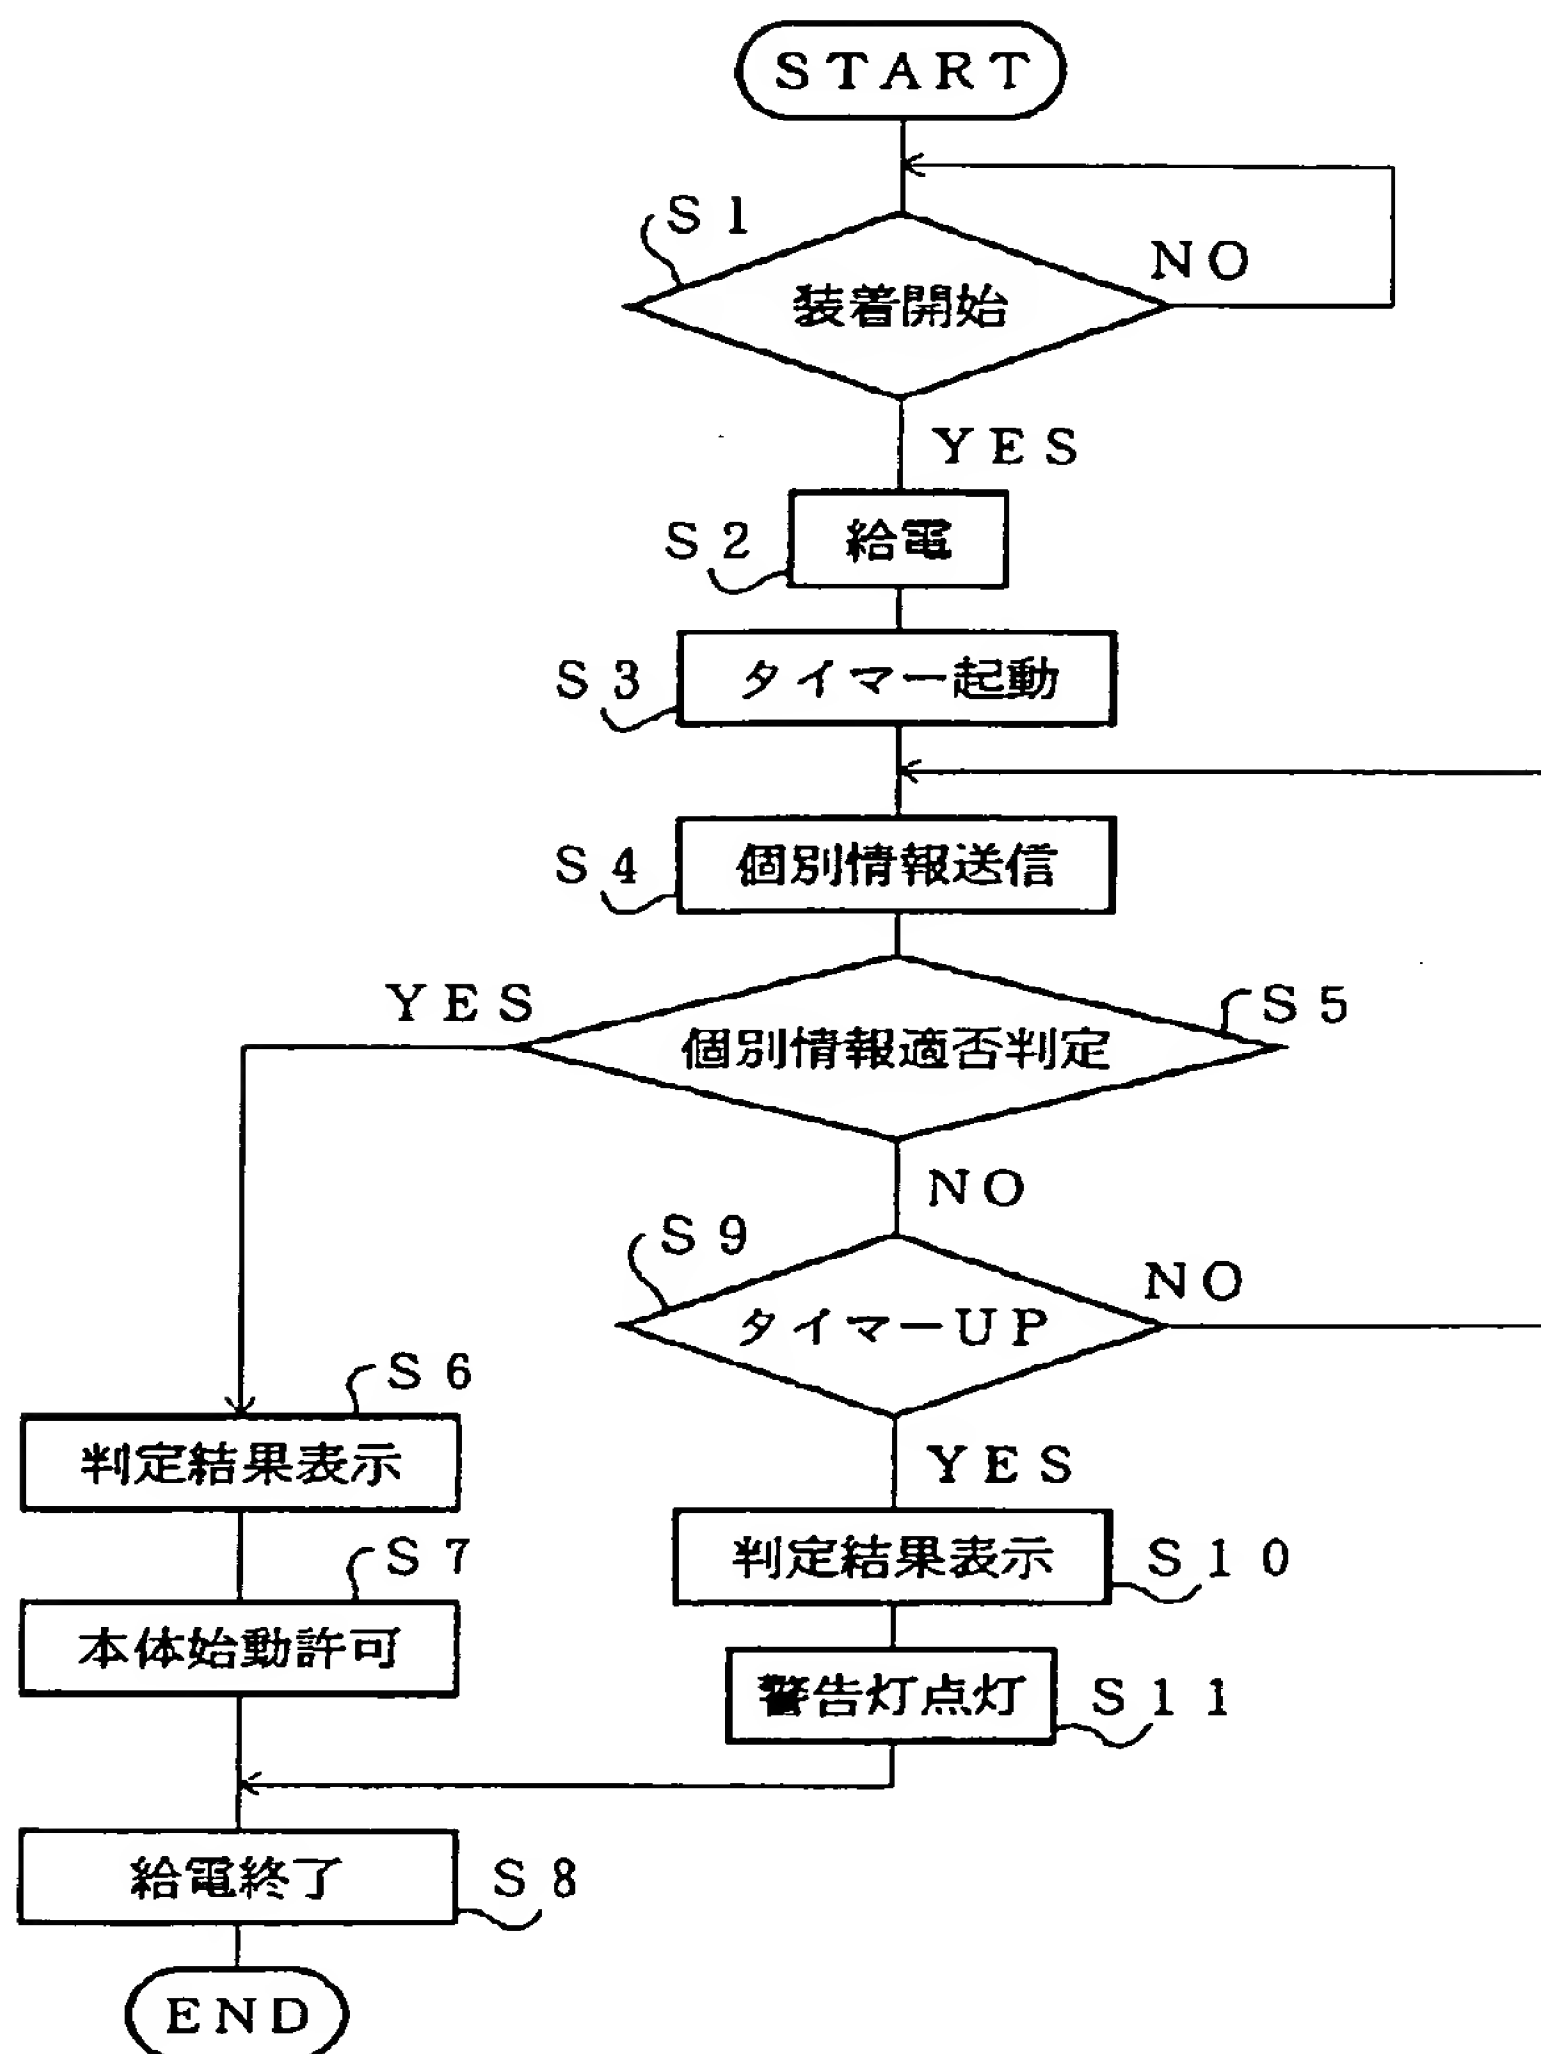 START
S1
NO
装着開始
YES
S2
給電
S3
タイマー起動
S4
個別情報送信
YES
S5
個別情報適否判定
NO
S9
NO
タイマーUP
S6
YES
判定結果表示
判定結果表示
S10
S7
本体始動許可
警告灯点灯
S11
給電終了
S8
END